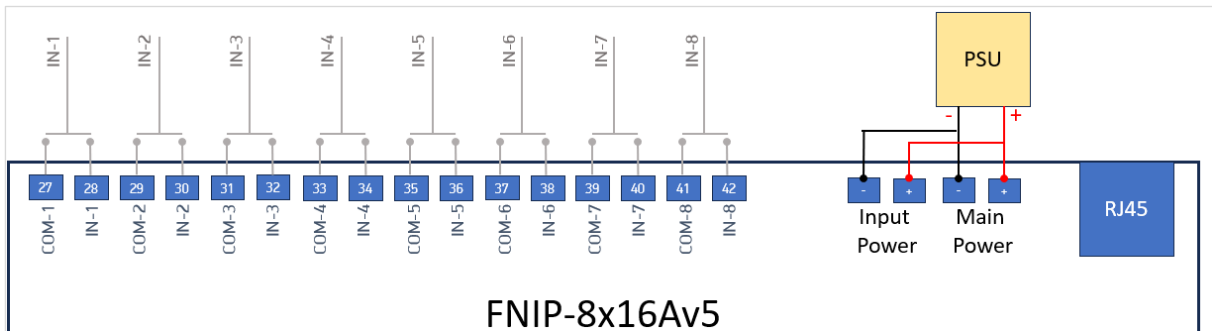 IN-1 IN-2 IN-3 IN-4 IN-5 IN-6 IN-7 IN-8
PSU
- +
27 28 29 30 31 32 33 34 35 36 37 38 39 40 41 42
- + - +
COM-1 IN-1 COM-2 IN-2 COM-3 IN-3 COM-4 IN-4 COM-5 IN-5 COM-6 IN-6 COM-7 IN-7 COM-8 IN-8
Input
Power
Main
Power
RJ45
FNIP-8x16Av5